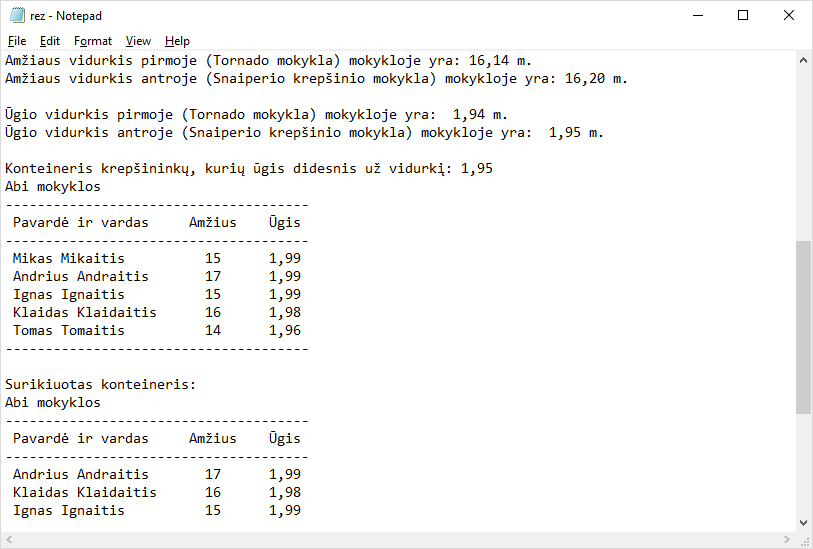 rez - Notepad
File Edit Format View Help
Amžiaus vidurkis pirmoje (Tornado mokykla) mokykloje yra: 16,14 m.
Amžiaus vidurkis antroje (Snaiperio krepšinio mokykla) mokykloje yra: 16,20 m.
Ūgio vidurkis pirmoje (Tornado mokykla) mokykloje yra:  1,94 m.
Ūgio vidurkis antroje (Snaiperio krepšinio mokykla) mokykloje yra:  1,95 m.
Konteineris krepšininkų, kurių ūgis didesnis už vidurkį: 1,95
Abi mokyklos
--------------------------------------
Pavardė ir vardas     Amžius    Ūgis
--------------------------------------
Mikas Mikaitis          15      1,99
Andrius Andraitis       17      1,99
Ignas Ignaitis          15      1,99
Klaidas Klaidaitis      16      1,98
Tomas Tomaitis          14      1,96
--------------------------------------
Surikiuotas konteineris:
Abi mokyklos
--------------------------------------
Pavardė ir vardas     Amžius    Ūgis
--------------------------------------
Andrius Andraitis       17      1,99
Klaidas Klaidaitis      16      1,98
Ignas Ignaitis          15      1,99